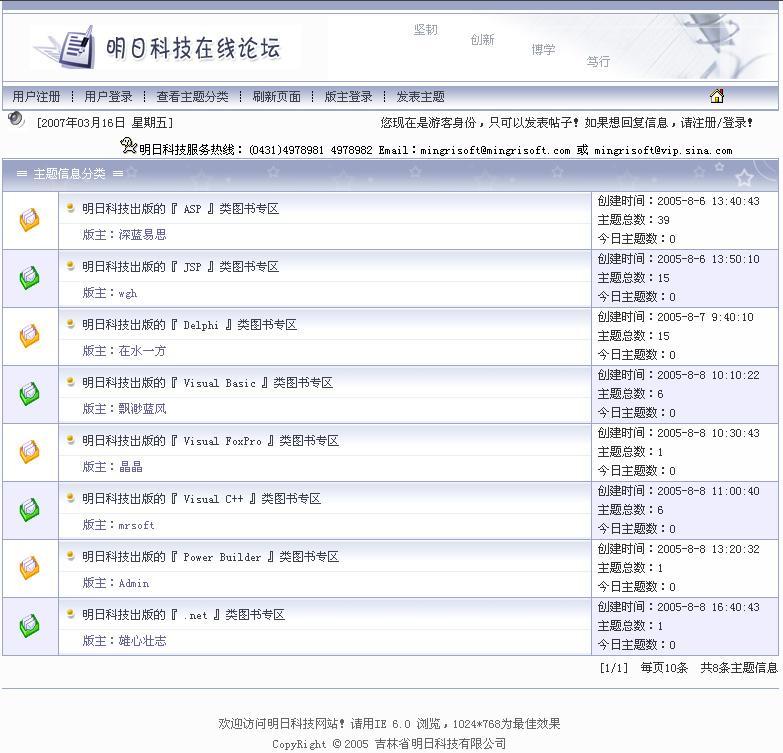 明日科技在线论坛
坚韧
创新
博学
笃行
用户注册 ┊ 用户登录 ┊ 查看主题分类 ┊ 刷新页面 ┊ 版主登录 ┊ 发表主题
[2007年03月16日 星期五] 您现在是游客身份，只可以发表帖子！如果想回复信息，请注册/登录！
明日科技服务热线：(0431)4978981 4978982 Email：mingrisoft@mingrisoft.com 或 mingrisoft@vip.sina.com
≡ 主题信息分类 ≡
明日科技出版的『 ASP 』类图书专区
版主：深蓝易思
创建时间：2005-8-6 13:40:43
主题总数：39
今日主题数：0
明日科技出版的『 JSP 』类图书专区
版主：wgh
创建时间：2005-8-6 13:50:10
主题总数：15
今日主题数：0
明日科技出版的『 Delphi 』类图书专区
版主：在水一方
创建时间：2005-8-7 9:40:10
主题总数：15
今日主题数：0
明日科技出版的『 Visual Basic 』类图书专区
版主：飘渺蓝风
创建时间：2005-8-8 10:10:22
主题总数：6
今日主题数：0
明日科技出版的『 Visual FoxPro 』类图书专区
版主：晶晶
创建时间：2005-8-8 10:30:43
主题总数：1
今日主题数：0
明日科技出版的『 Visual C++ 』类图书专区
版主：mrsoft
创建时间：2005-8-8 11:00:40
主题总数：6
今日主题数：0
明日科技出版的『 Power Builder 』类图书专区
版主：Admin
创建时间：2005-8-8 13:20:32
主题总数：1
今日主题数：0
明日科技出版的『 .net 』类图书专区
版主：雄心壮志
创建时间：2005-8-8 16:40:43
主题总数：1
今日主题数：0
[1/1] 每页10条 共8条主题信息
欢迎访问明日科技网站！请用IE 6.0 浏览，1024*768为最佳效果
CopyRight © 2005 吉林省明日科技有限公司